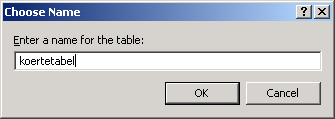 Choose Name
Enter a name for the table:
koertetabel
OK
Cancel